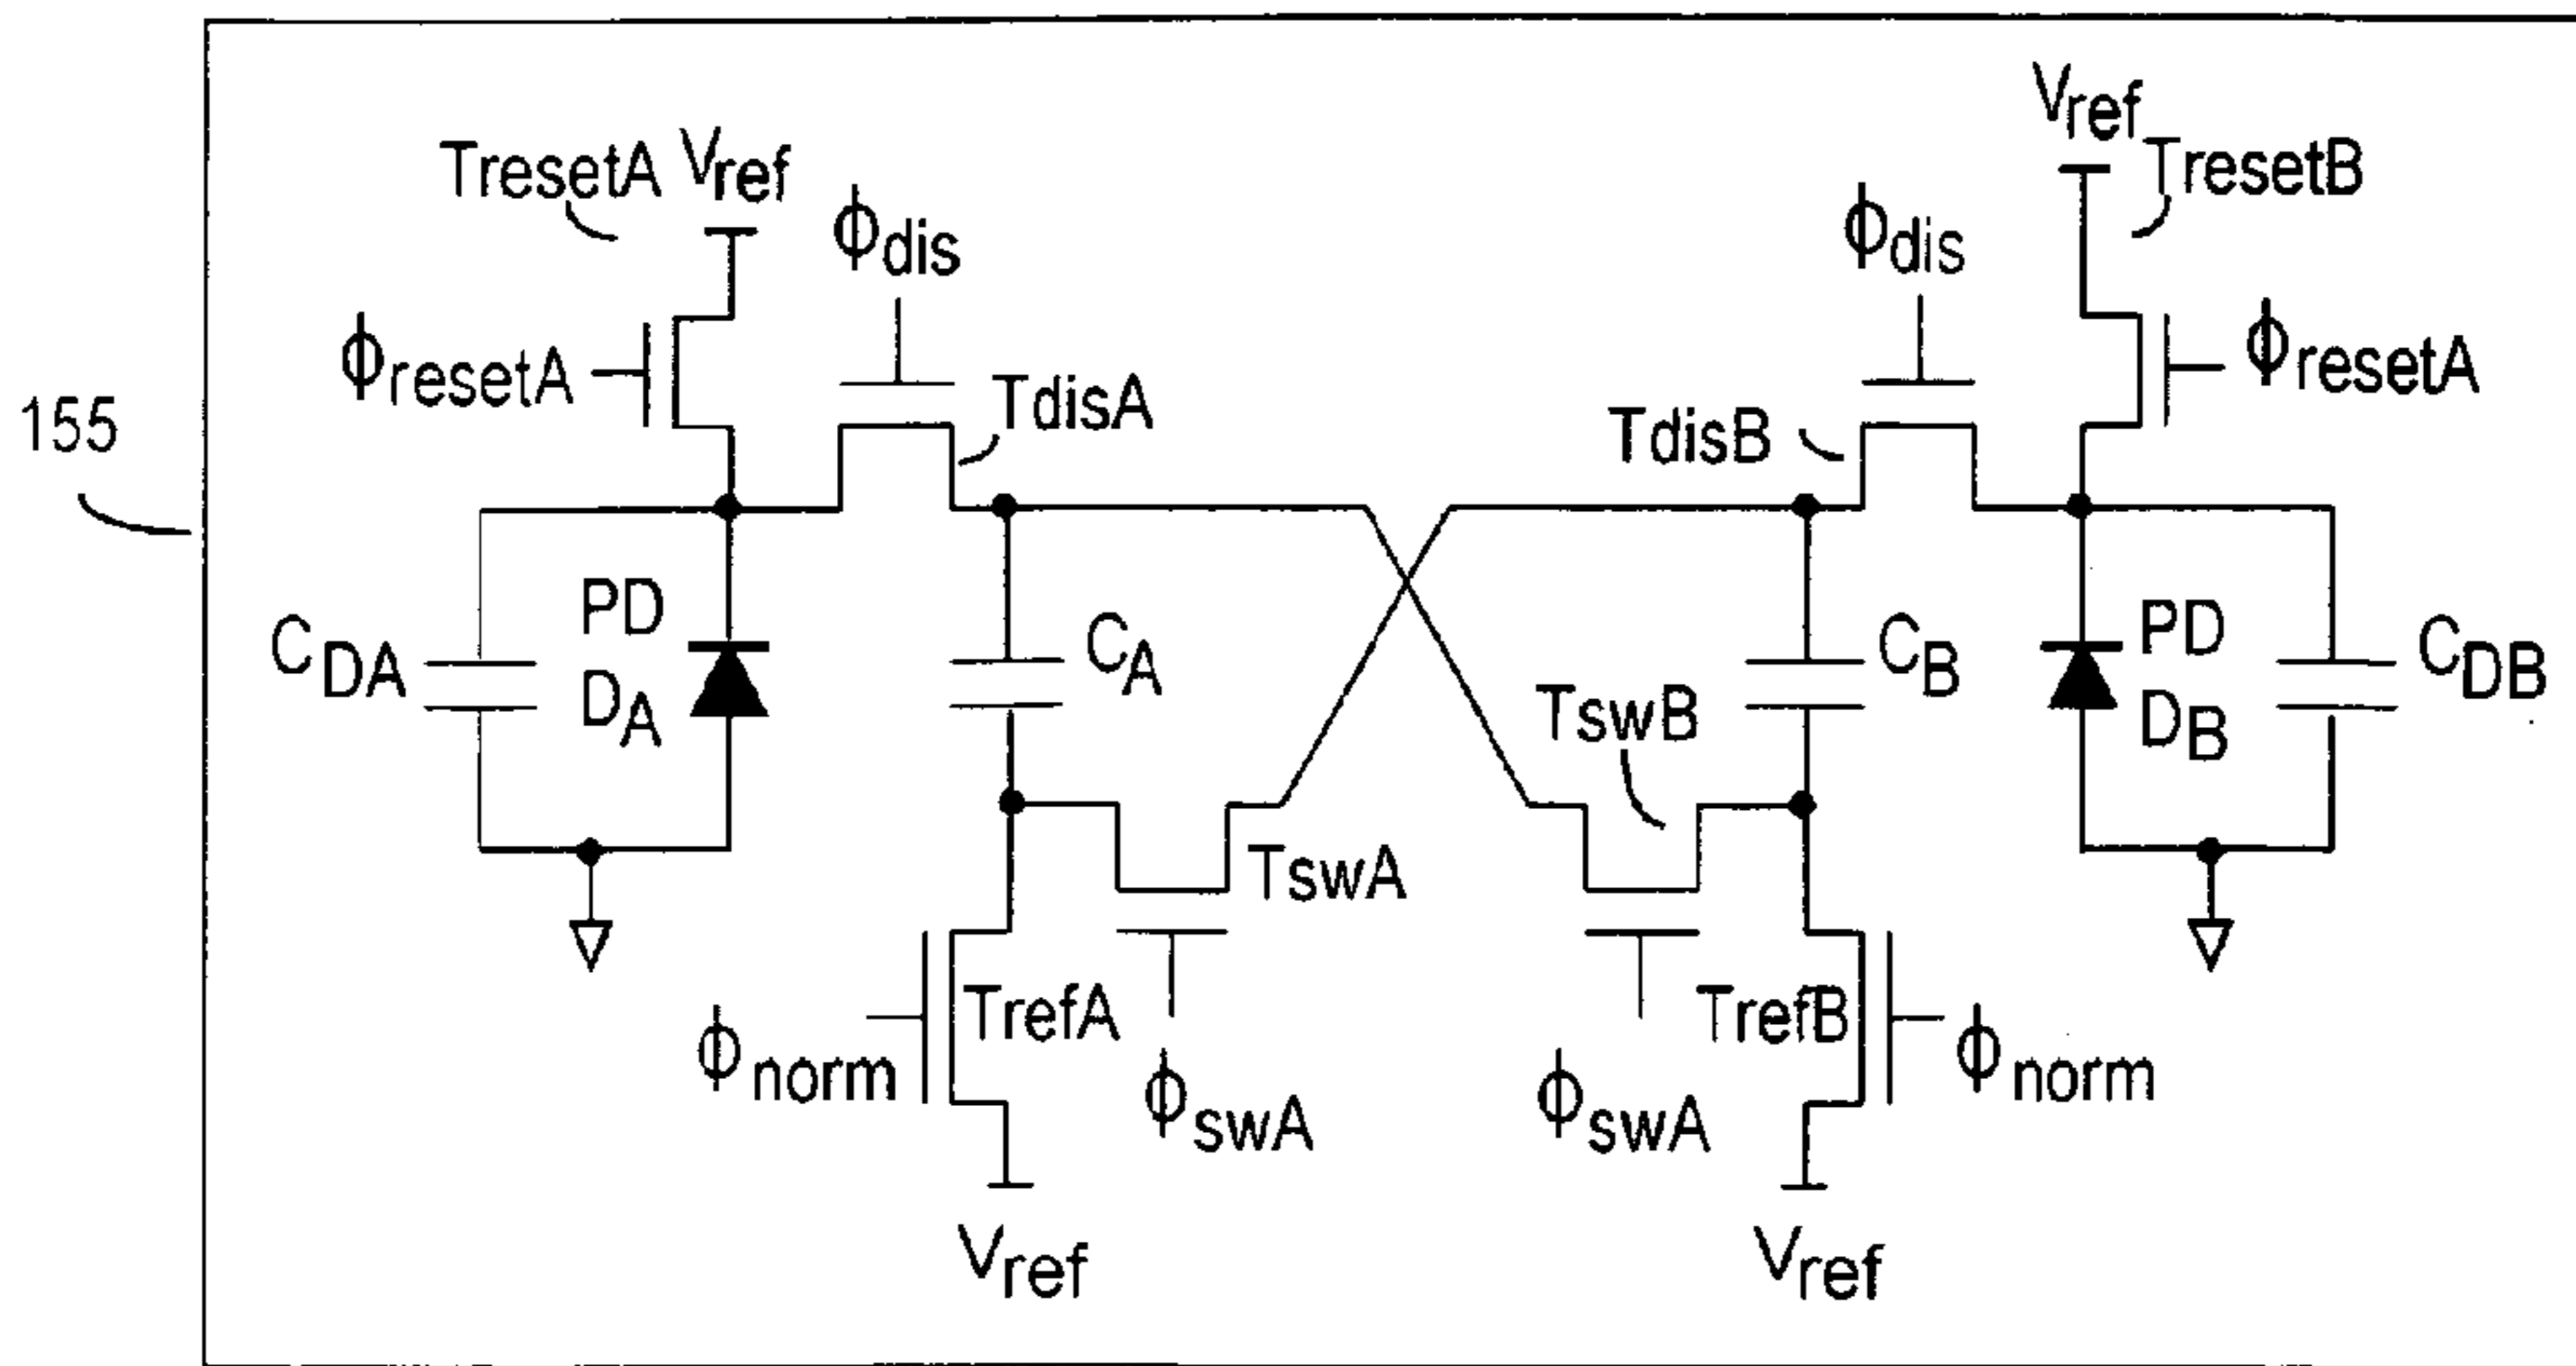 Vref
TresetA Vref
TresetB
ϕdis
ϕdis
ϕresetA
ϕresetA
155
TdisA
TdisB
CDA
PD
DA
CA
TswB
CB
PD
DB
CDB
TswA
TrefA
TrefB
ϕnorm
ϕswA
ϕswA
ϕnorm
Vref
Vref